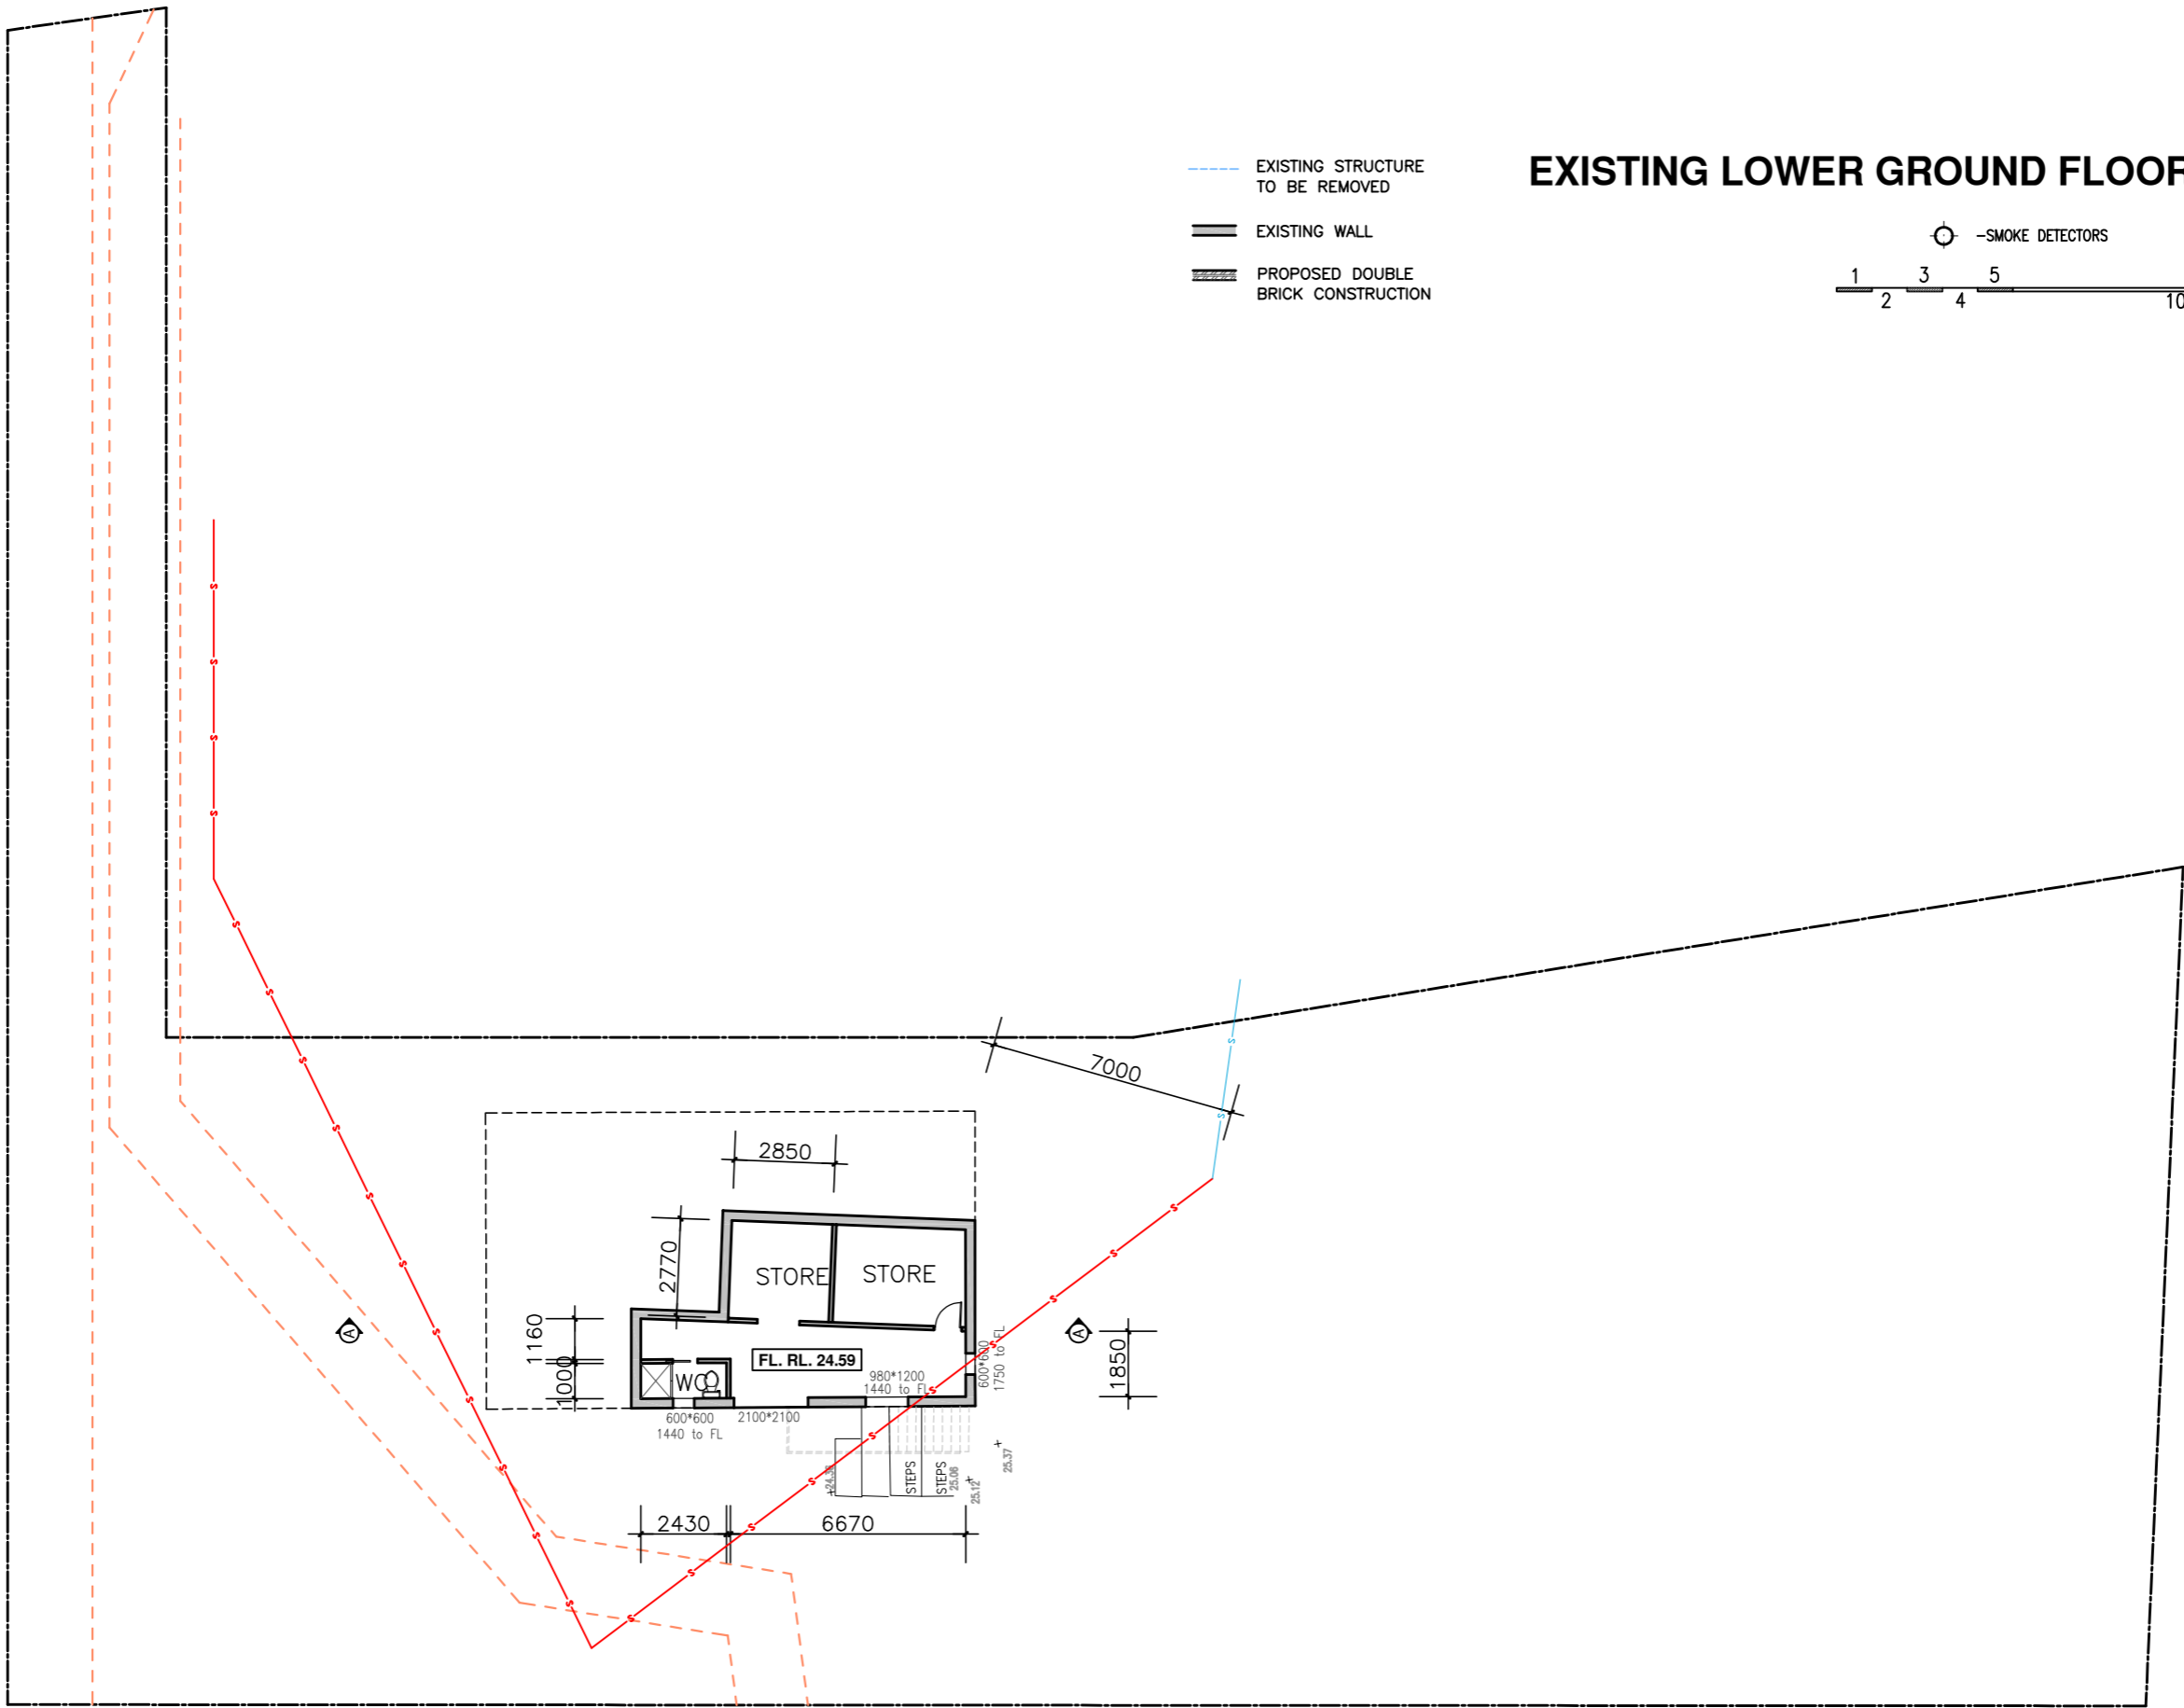 EXISTING STRUCTURE
TO BE REMOVED
EXISTING LOWER GROUND FLOOR
EXISTING WALL
-SMOKE DETECTORS
PROPOSED DOUBLE
BRICK CONSTRUCTION
1 3 5
2 4 10
7000
2850
2770
STORE
STORE
1160
1000
A
A
1850
FL. RL. 24.59
WC
980*1200
1440 to FL
600*600
1750 to FL
600*600
1440 to FL
2100*2100
STEPS
STEPS
25.06
25.12
25.37
2430
6670
S